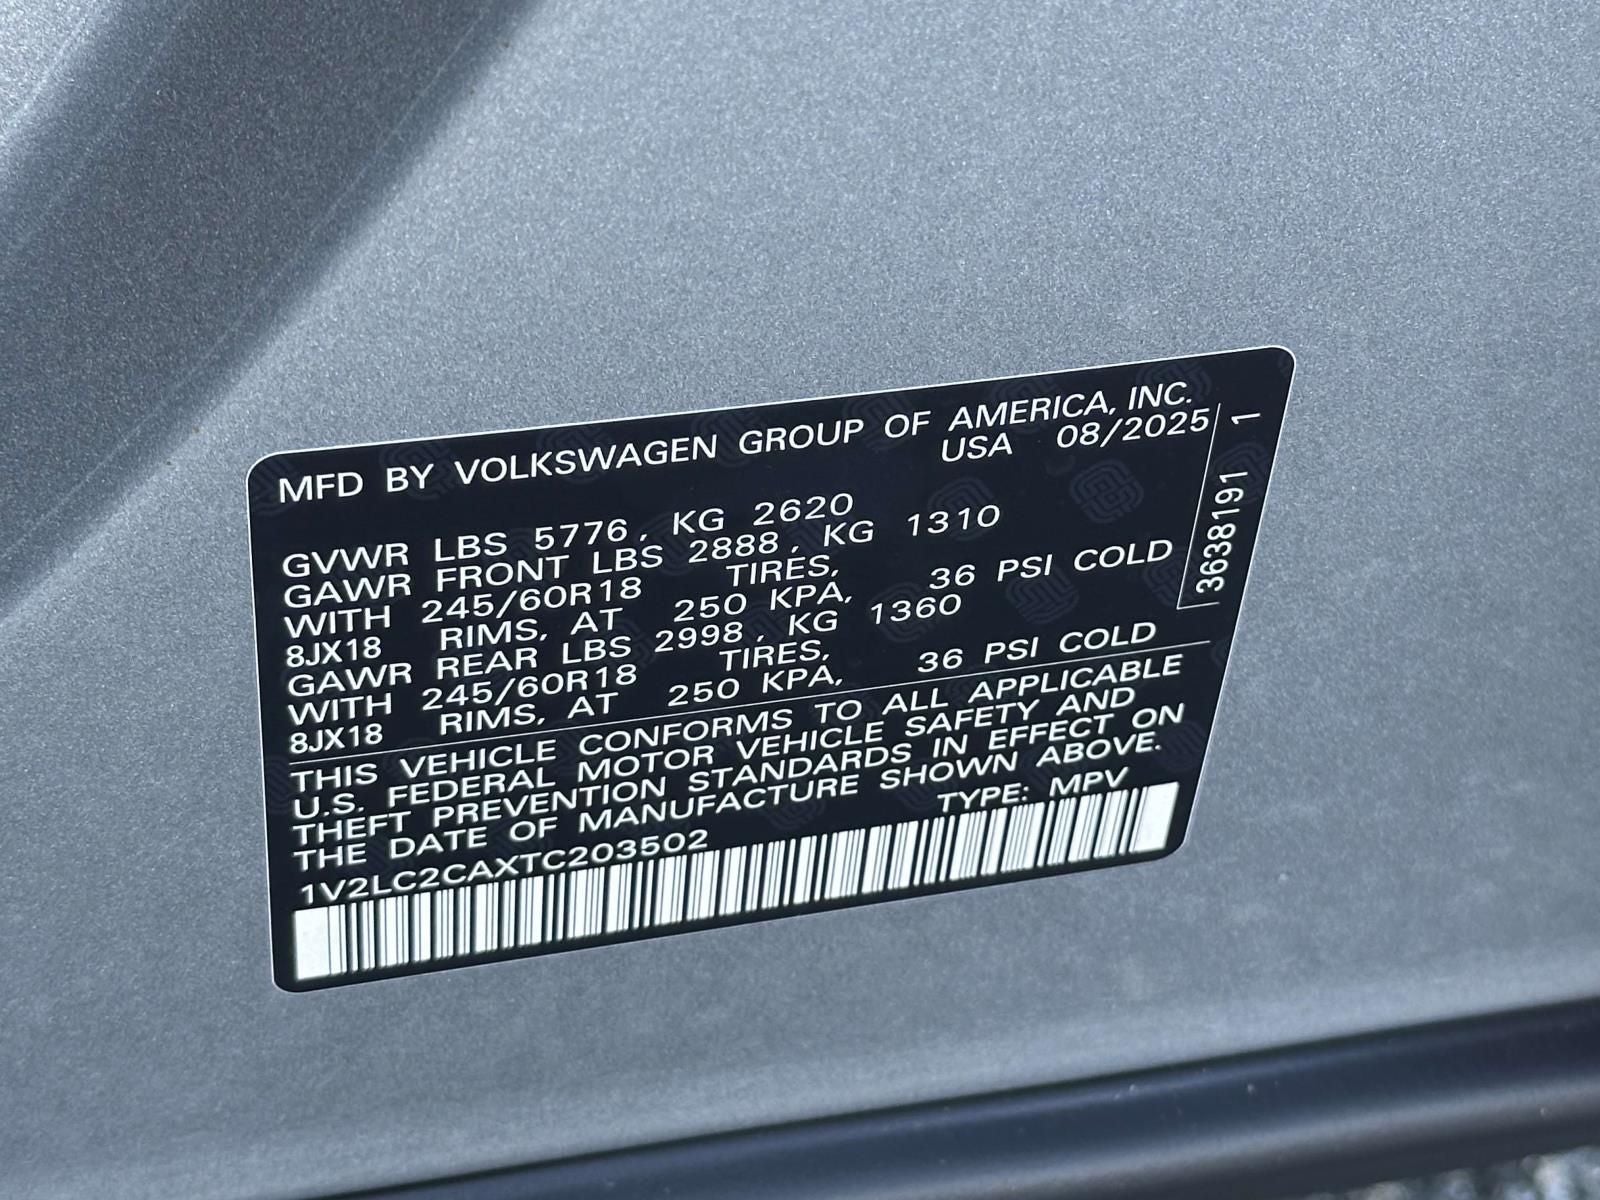 MFD BY VOLKSWAGEN GROUP OF AMERICA, INC.
USA 08/2025
GVWR LBS 5776, KG 2620
GAWR FRONT LBS 2888, KG 1310
WITH 245/60R18 TIRES,
8JX18 RIMS, AT 250 KPA, 36 PSI COLD
GAWR REAR LBS 2998, KG 1360
WITH 245/60R18 TIRES,
8JX18 RIMS, AT 250 KPA, 36 PSI COLD
THIS VEHICLE CONFORMS TO ALL APPLICABLE
U.S. FEDERAL MOTOR VEHICLE SAFETY AND
THEFT PREVENTION STANDARDS IN EFFECT ON
THE DATE OF MANUFACTURE SHOWN ABOVE.
1V2LC2CAXTC203502 TYPE: MPV
3638191 1